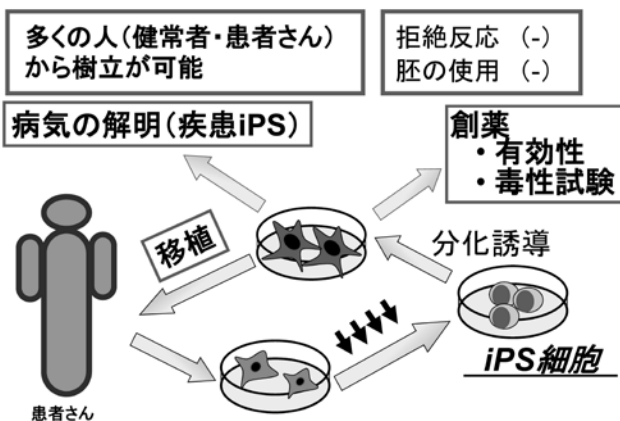 多くの人（健常者・患者さん）
から樹立が可能
拒絶反応 （-）
胚の使用 （-）
病気の解明（疾患iPS）
創薬
・有効性
・毒性試験
移植
分化誘導
iPS細胞
患者さん